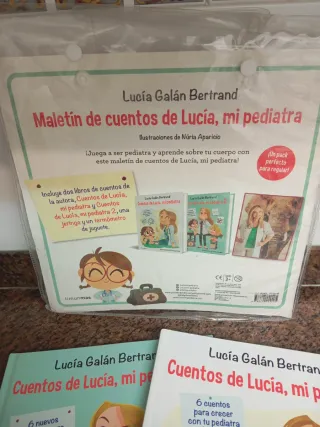 Lucía Galán Bertrand
Maletín de cuentos de Lucía, mi pediatra
Ilustraciones de Núria Aparicio
¡Juega a ser pediatra y aprende sobre tu cuerpo con
este maletín de cuentos de Lucía, mi pediatra!
¡Un pack
perfecto
para regalar!
Incluye dos libros de cuentos de
la autora, Cuentos de Lucía,
mi pediatra y Cuentos
de Lucía, mi pediatra 2, una
jeringa y un termómetro
de juguete.
Lucía Galán Bertrand
Cuentos de Lucía, mi pe
6 nuevos
Lucía Galán Bertrand
Cuentos de Lucía, mi
6 cuentos
para crecer
con tu pediatra